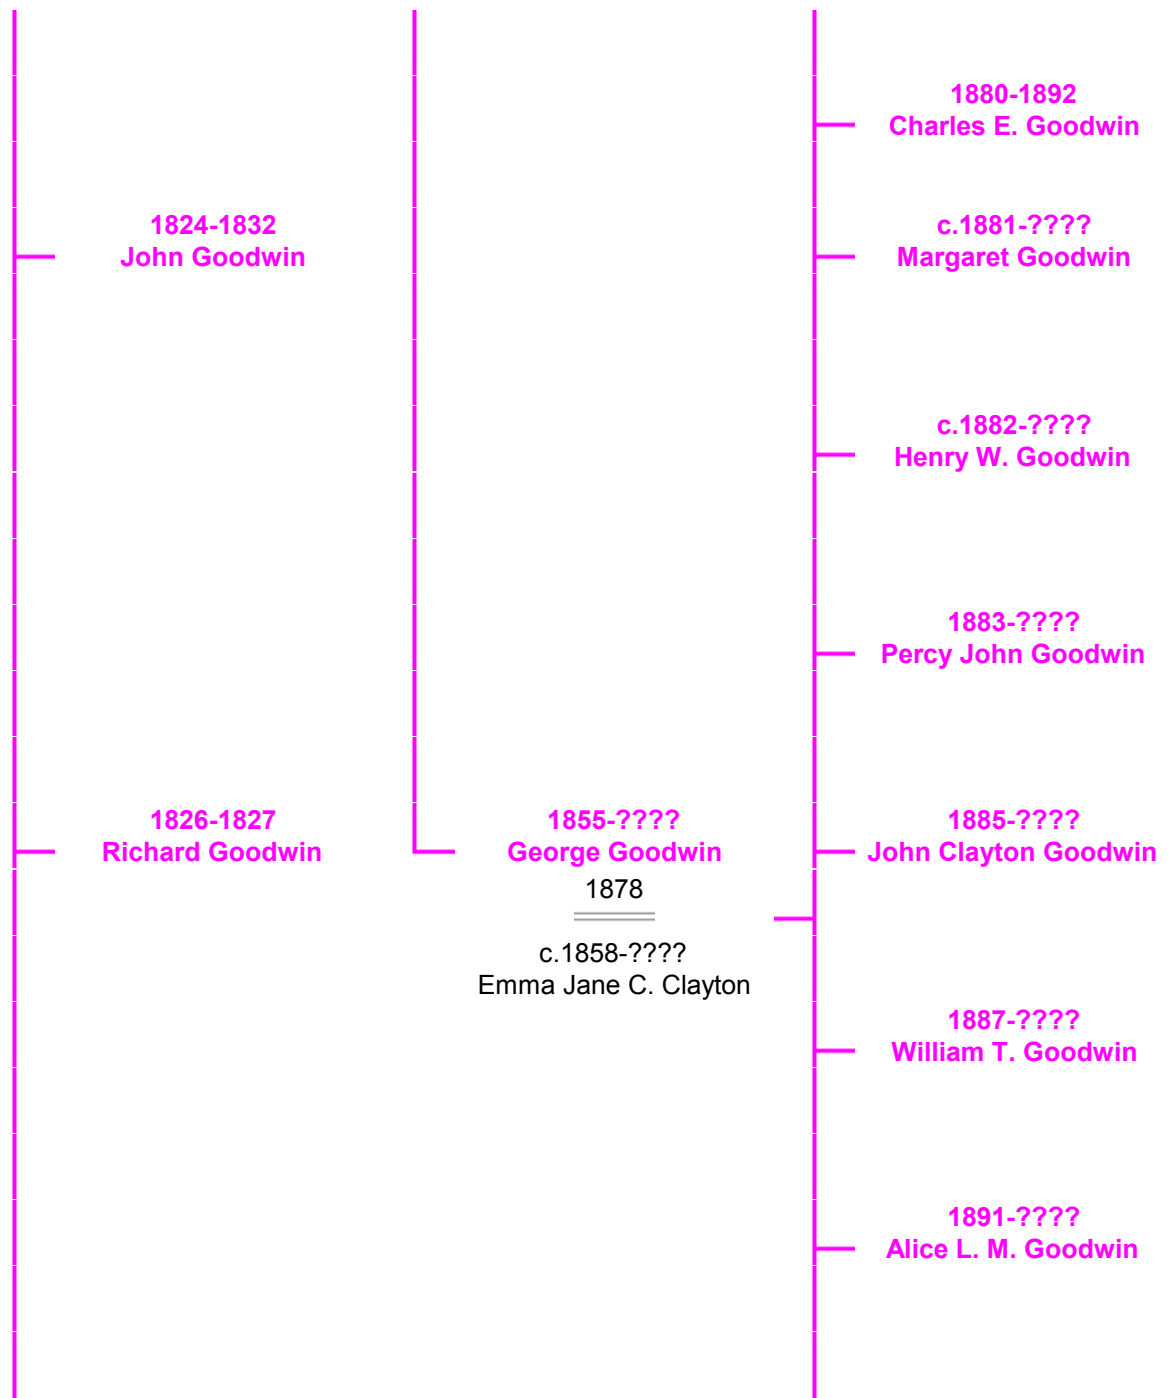 1880-1892
Charles E. Goodwin
1824-1832
John Goodwin
c.1881-????
Margaret Goodwin
c.1882-????
Henry W. Goodwin
1883-????
Percy John Goodwin
1826-1827
Richard Goodwin
1855-????
George Goodwin
1878
c.1858-????
Emma Jane C. Clayton
1885-????
John Clayton Goodwin
1887-????
William T. Goodwin
1891-????
Alice L. M. Goodwin